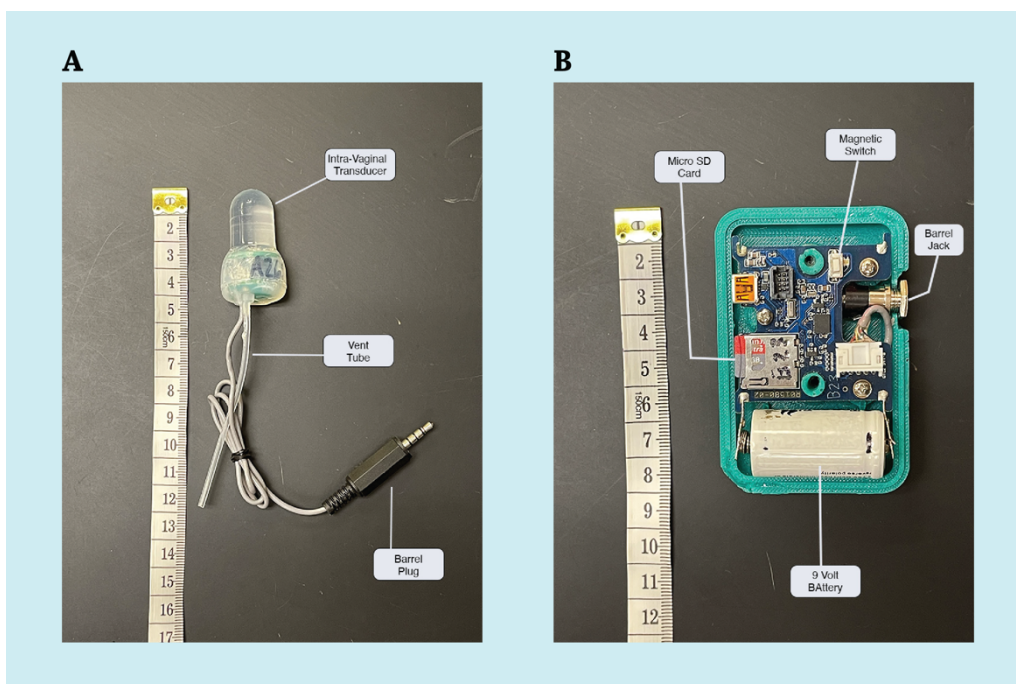 A
Intra-Vaginal
Transducer
A2
2
3
4
5
6
150cm
7
8
9
10
11
12
13
14
15
16
17
Vent
Tube
Barrel
Plug
B
Magnetic
Switch
Micro SD
Card
Barrel
Jack
2
3
4
5
6
150cm
7
8
9
10
11
12
B23
9 Volt
BAttery